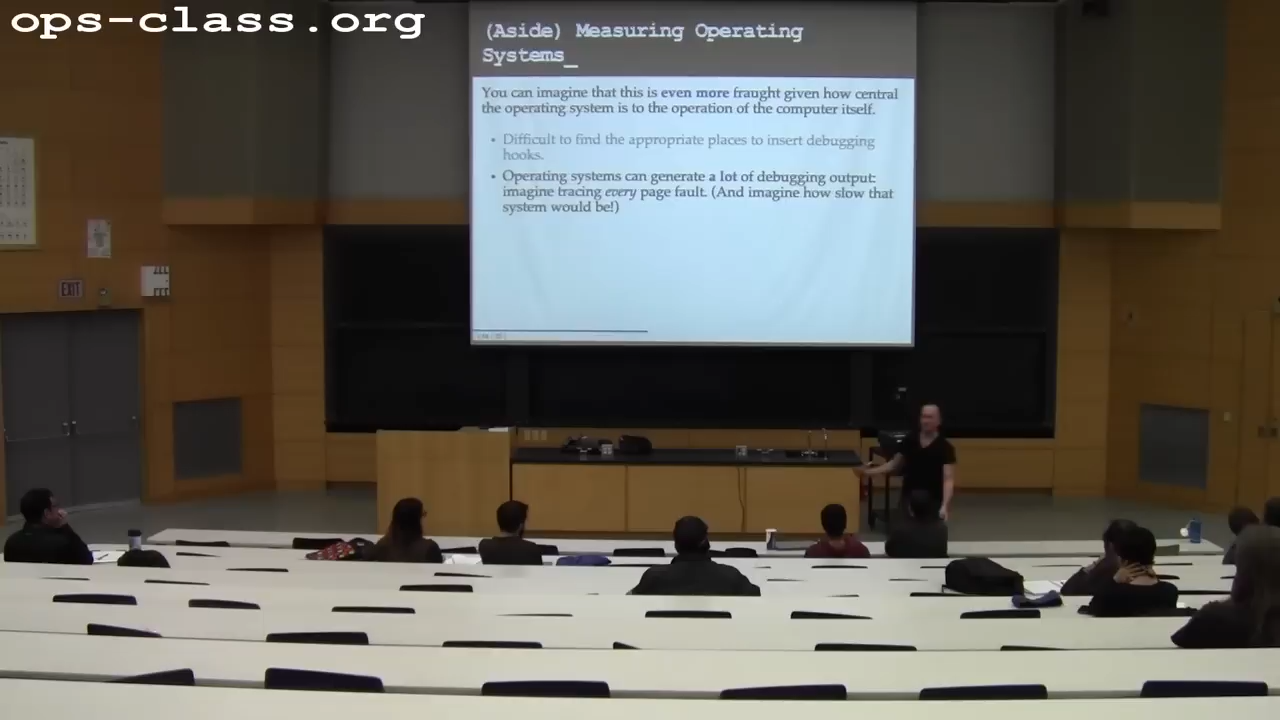 ops-class.org
(Aside) Measuring Operating
Systems_
You can imagine that this is even more fraught given how central
the operating system is to the operation of the computer itself.
• Difficult to find the appropriate places to insert debugging
hooks.
• Operating systems can generate a lot of debugging output:
imagine tracing every page fault. (And imagine how slow that
system would be!)
EXIT